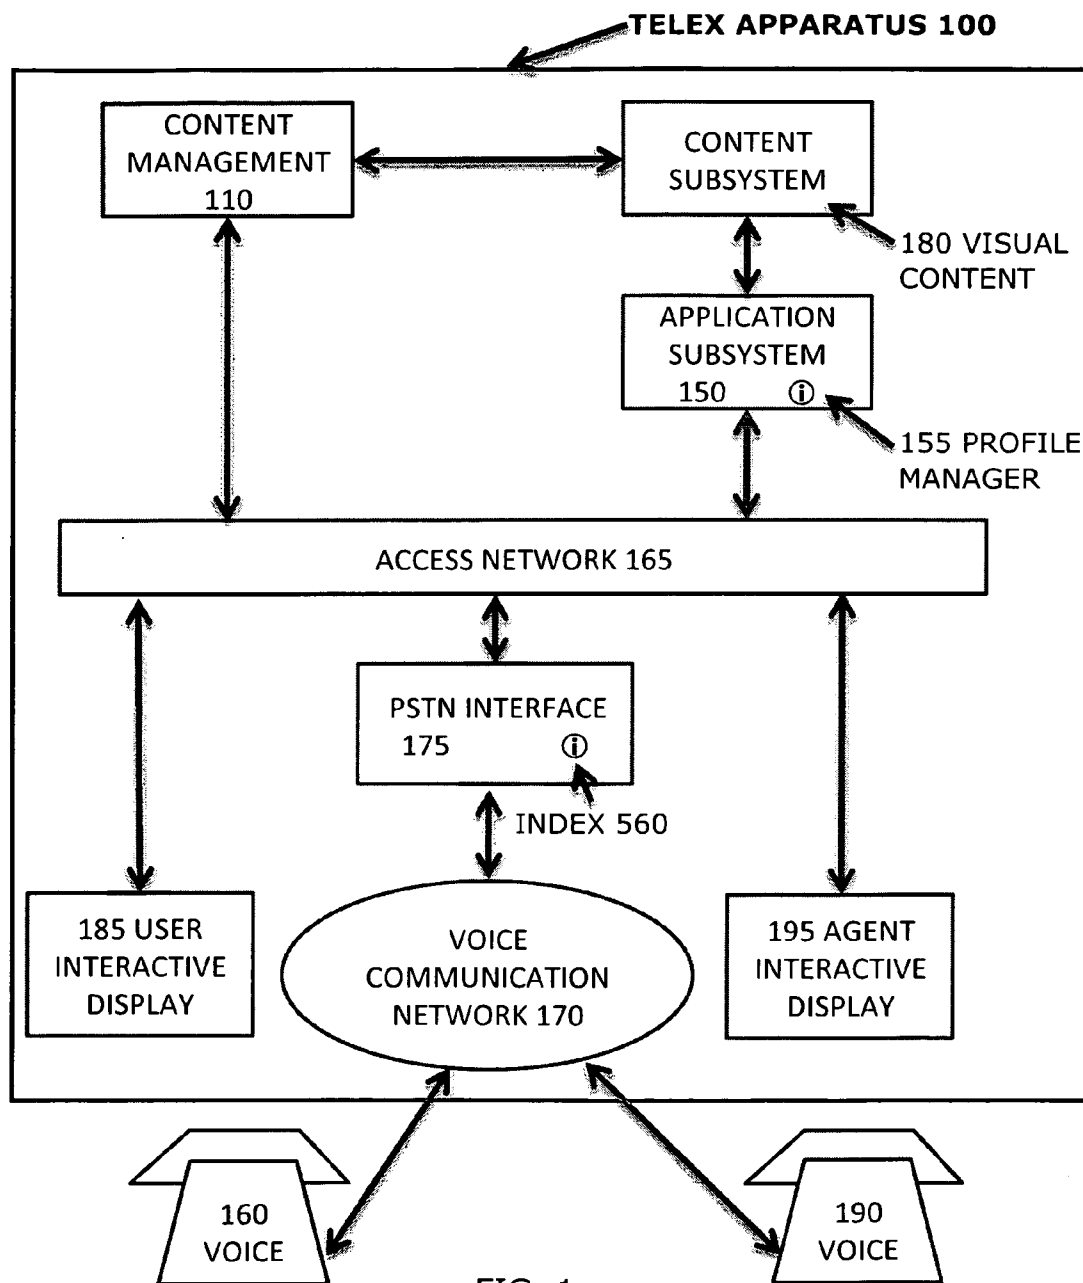 TELEX APPARATUS 100
CONTENT
MANAGEMENT
110
CONTENT
SUBSYSTEM
180 VISUAL
CONTENT
APPLICATION
SUBSYSTEM
150 ⓘ
155 PROFILE
MANAGER
ACCESS NETWORK 165
PSTN INTERFACE
175 ⓘ
INDEX 560
185 USER
INTERACTIVE
DISPLAY
VOICE
COMMUNICATION
NETWORK 170
195 AGENT
INTERACTIVE
DISPLAY
160
VOICE
190
VOICE
FIG. 1